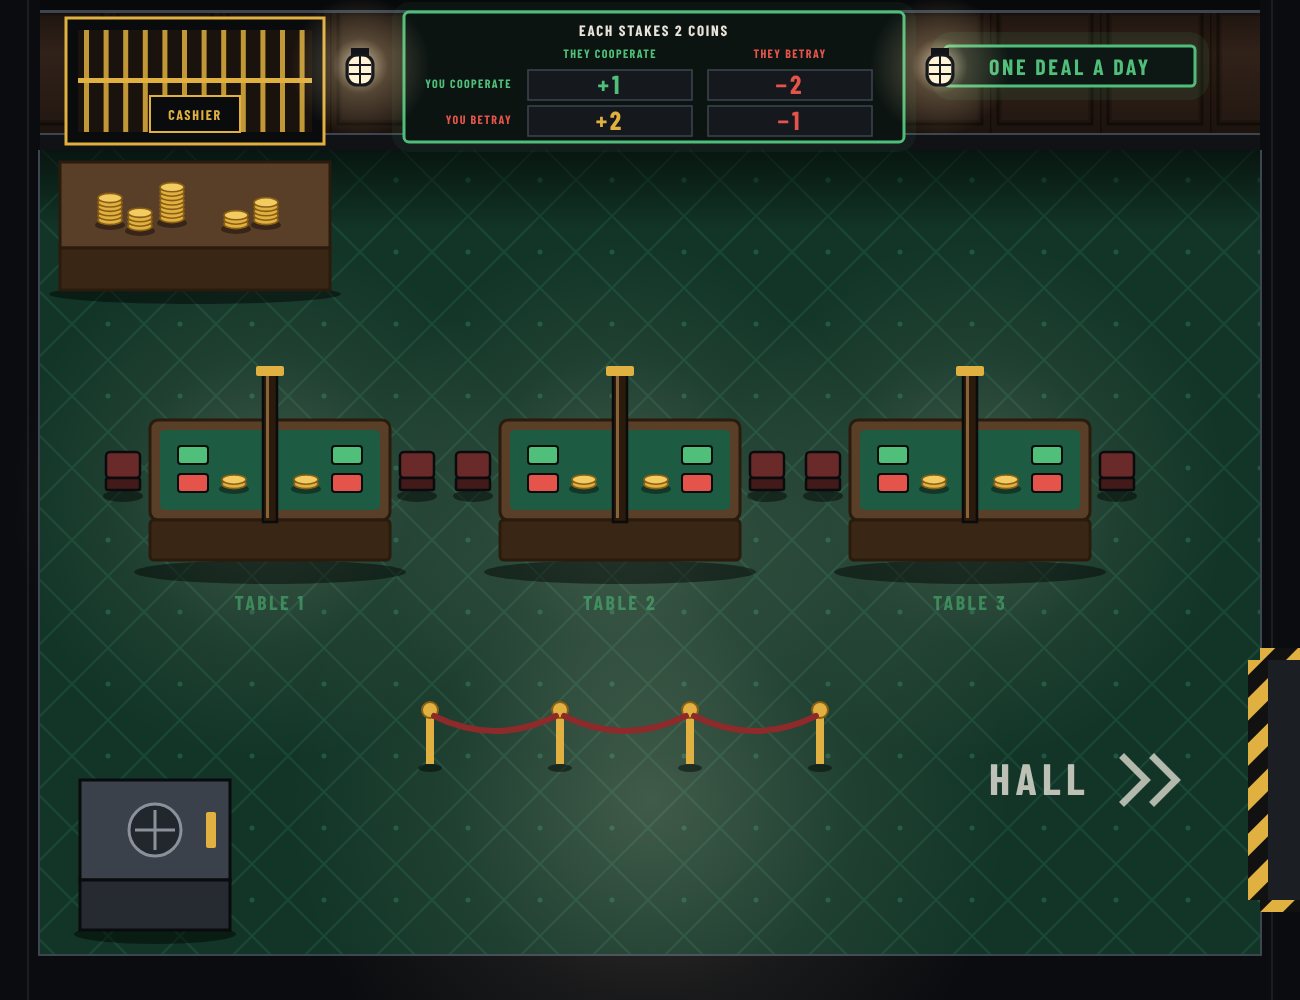 EACH STAKES 2 COINS
THEY COOPERATE THEY BETRAY
YOU COOPERATE +1 −2
YOU BETRAY +2 −1
ONE DEAL A DAY
CASHIER
TABLE 1
TABLE 2
TABLE 3
HALL